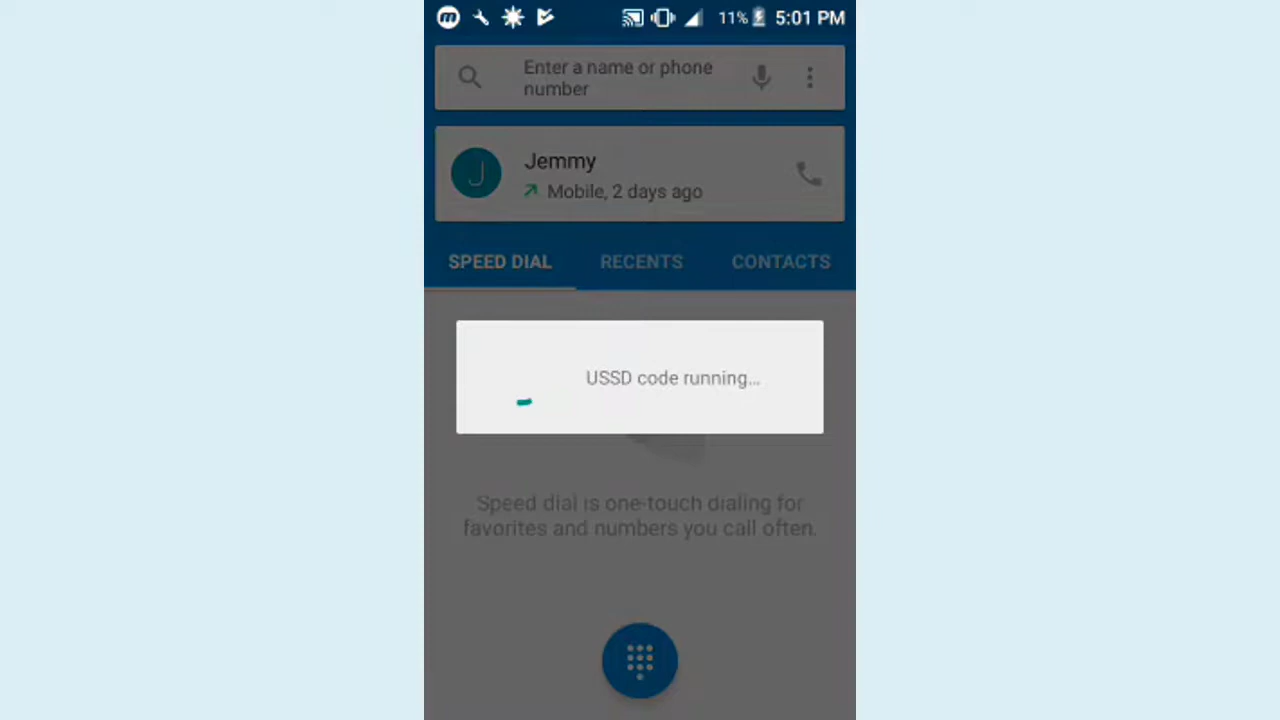 11% 5:01 PM
Enter a name or phone
number
Jemmy
J
Mobile, 2 days ago
SPEED DIAL RECENTS CONTACTS
USSD code running...
Speed dial is one-touch dialing for
favorites and numbers you call often.